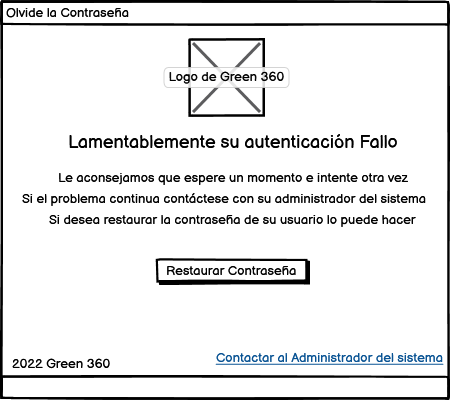 Olvide la Contraseña
Logo de Green 360
Lamentablemente su autenticación Fallo
Le aconsejamos que espere un momento e intente otra vez
Si el problema continua contáctese con su administrador del sistema
Si desea restaurar la contraseña de su usuario lo puede hacer
Restaurar Contraseña
2022 Green 360
Contactar al Administrador del sistema